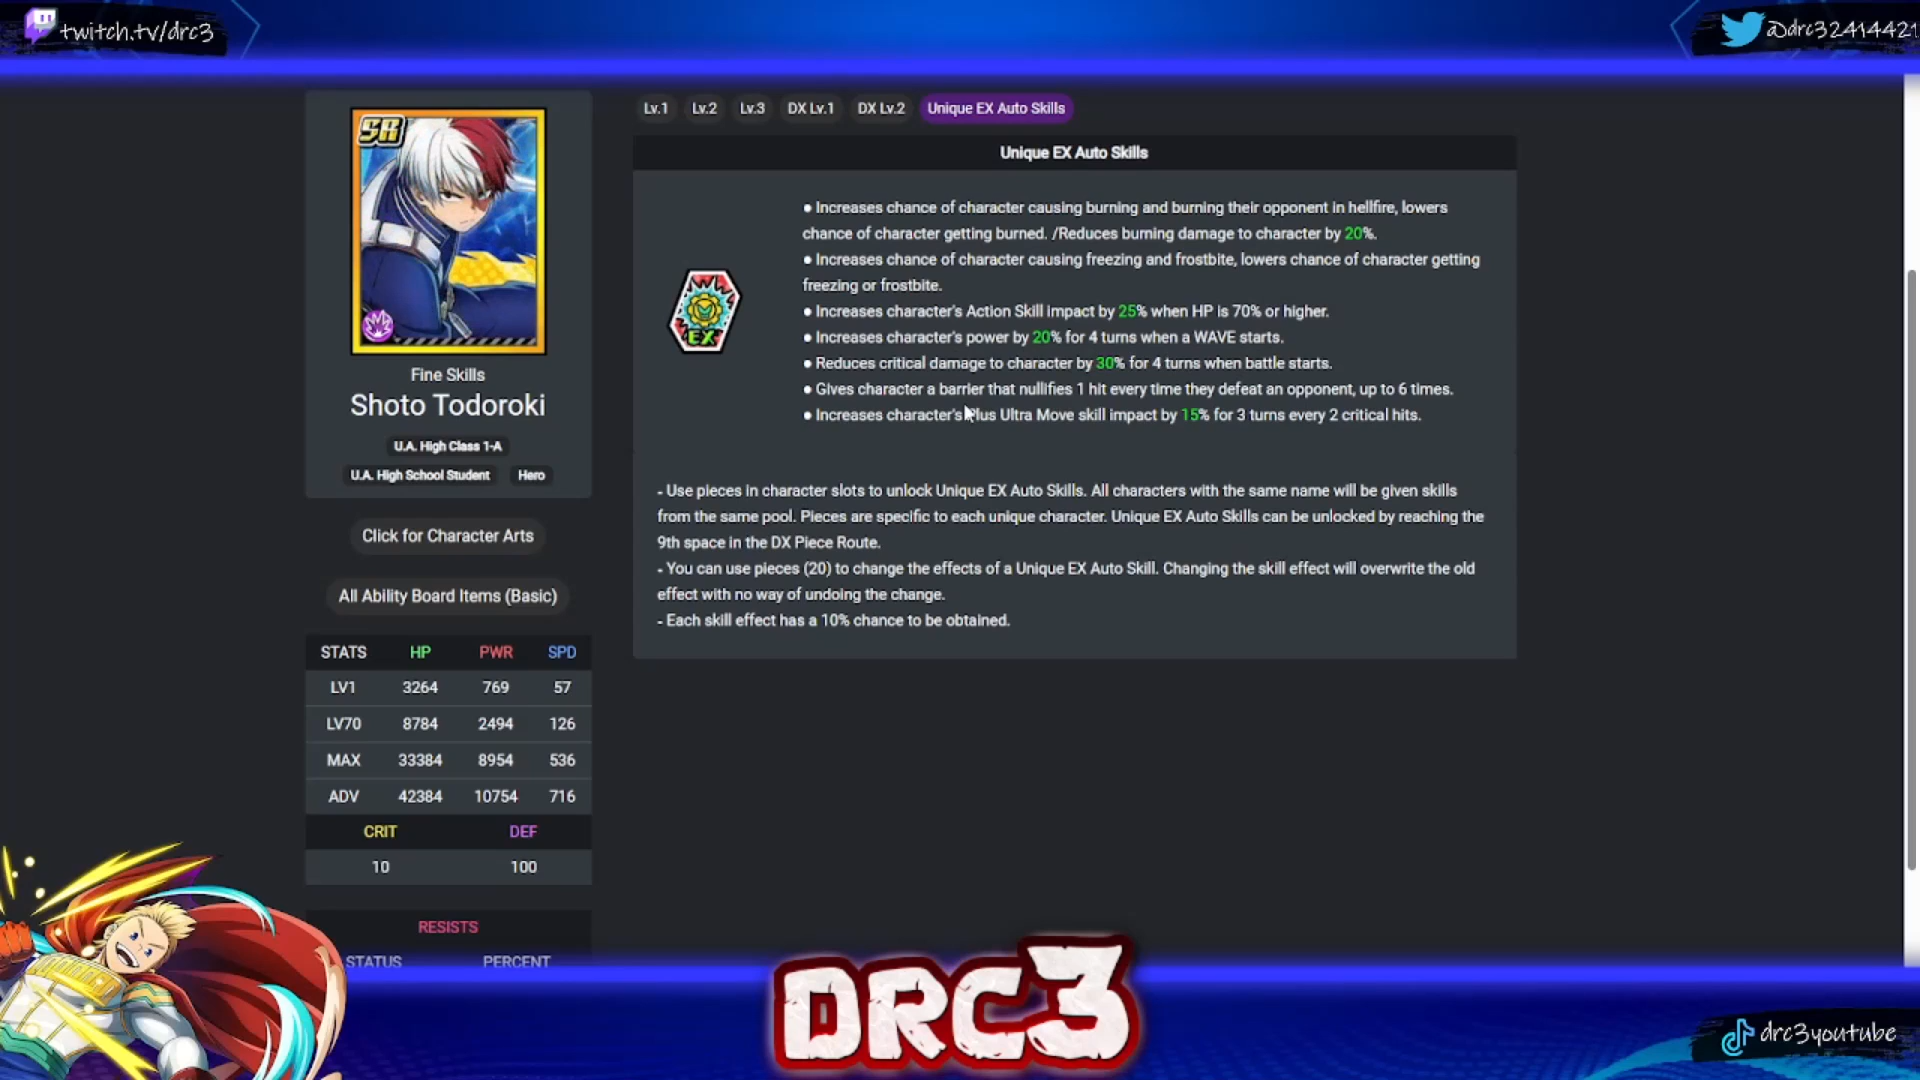 twitch.tv/drc3
@drc32414421
SR
Fine Skills
Shoto Todoroki
U.A. High Class 1-A
U.A. High School Student Hero
Click for Character Arts
All Ability Board Items (Basic)
STATS HP PWR SPD
LV1 3264 769 57
LV70 8784 2494 126
MAX 33384 8954 536
ADV 42384 10754 716
CRIT DEF
10 100
RESISTS
STATUS PERCENT
Lv.1 Lv.2 Lv.3 DX Lv.1 DX Lv.2 Unique EX Auto Skills
Unique EX Auto Skills
EX
● Increases chance of character causing burning and burning their opponent in hellfire, lowers
chance of character getting burned. /Reduces burning damage to character by 20%.
● Increases chance of character causing freezing and frostbite, lowers chance of character getting
freezing or frostbite.
● Increases character's Action Skill impact by 25% when HP is 70% or higher.
● Increases character's power by 20% for 4 turns when a WAVE starts.
● Reduces critical damage to character by 30% for 4 turns when battle starts.
● Gives character a barrier that nullifies 1 hit every time they defeat an opponent, up to 6 times.
● Increases character's Plus Ultra Move skill impact by 15% for 3 turns every 2 critical hits.
- Use pieces in character slots to unlock Unique EX Auto Skills. All characters with the same name will be given skills
from the same pool. Pieces are specific to each unique character. Unique EX Auto Skills can be unlocked by reaching the
9th space in the DX Piece Route.
- You can use pieces (20) to change the effects of a Unique EX Auto Skill. Changing the skill effect will overwrite the old
effect with no way of undoing the change.
- Each skill effect has a 10% chance to be obtained.
DRC3
drc3youtube